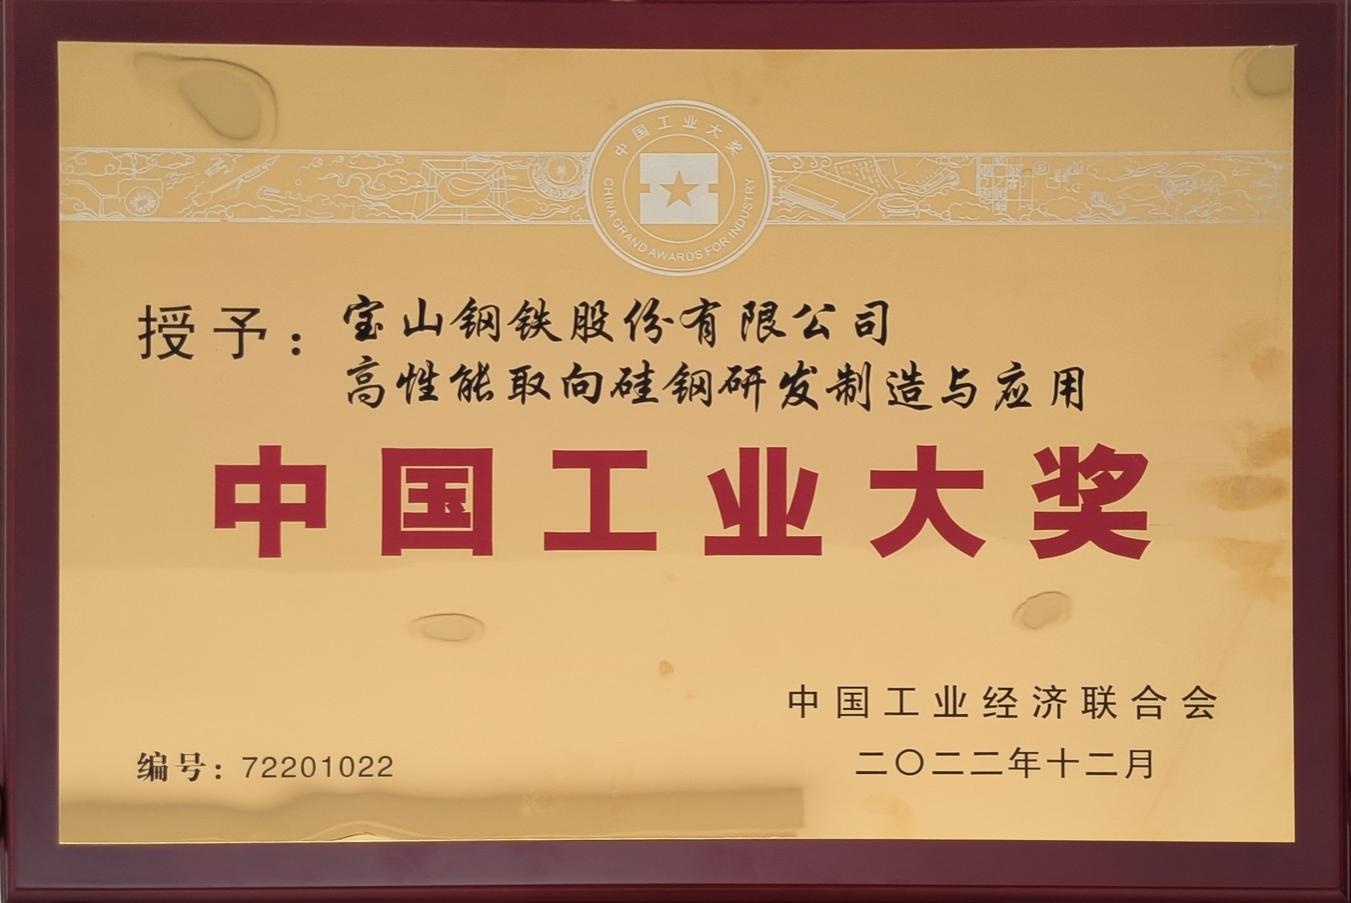 中国工业大奖
CHINA GRAND AWARDS FOR INDUSTRY
授予：宝山钢铁股份有限公司
高性能取向硅钢研发制造与应用
中国工业大奖
中国工业经济联合会
编号：72201022
二〇二二年十二月